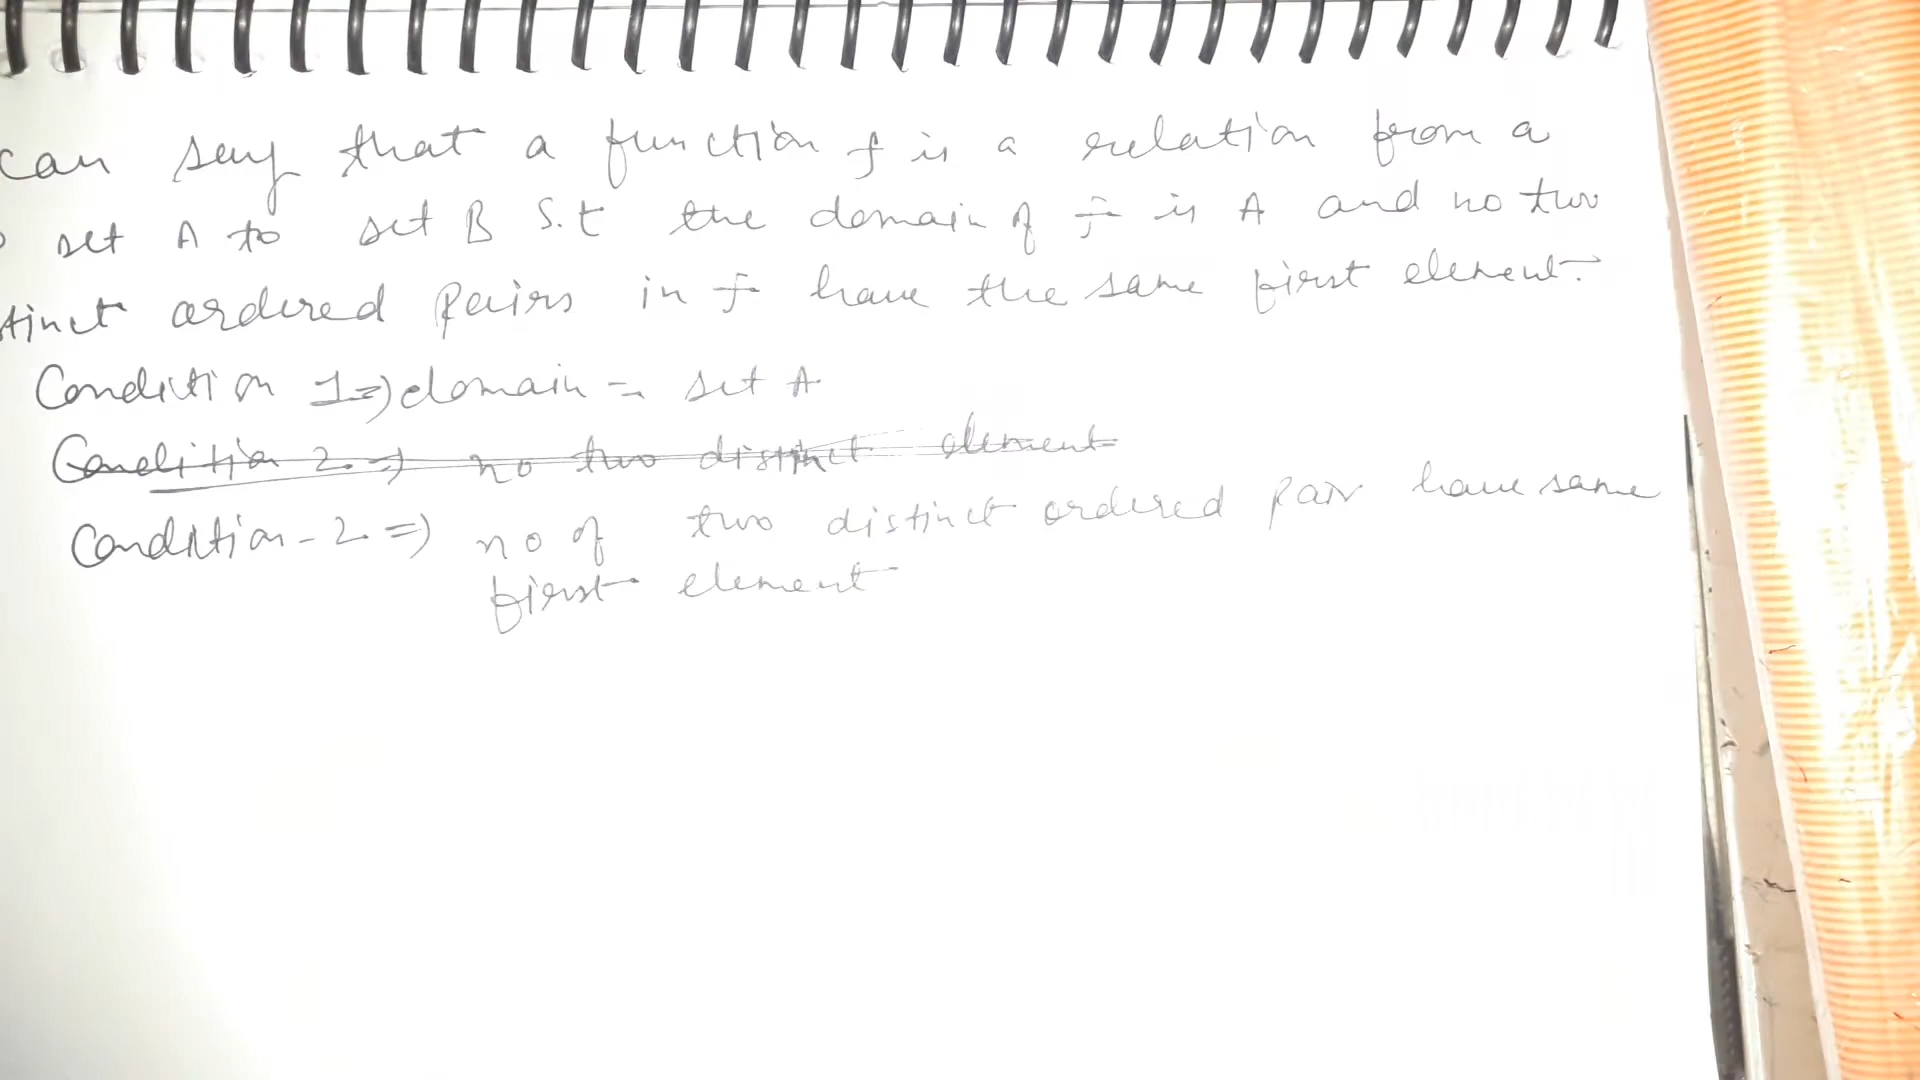 can say that a function f is a relation from a
set A to set B S.t the domain of f is A and no two
tinct ordered pairs in f have the same first element.
Condition 1 => domain = set A
Condition 2. => no two distinct element
Condition - 2 => no of two distinct ordered pair have same
first element